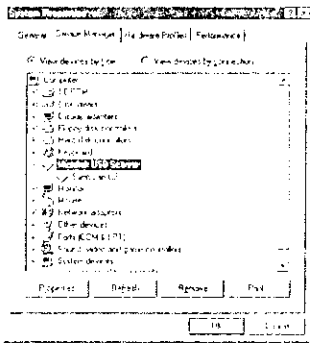 General Device Manager Hardware Profiles Performance
View devices by type View devices by connection
Computer
CDROM
Disk drives
Display adapters
Floppy disk controllers
Hard disk controllers
Keyboard
USB Scanner
Monitor
Mouse
Network adapters
Other devices
Ports (COM & LPT)
Sound, video and game controllers
System devices
Properties Refresh Remove Print
OK Cancel